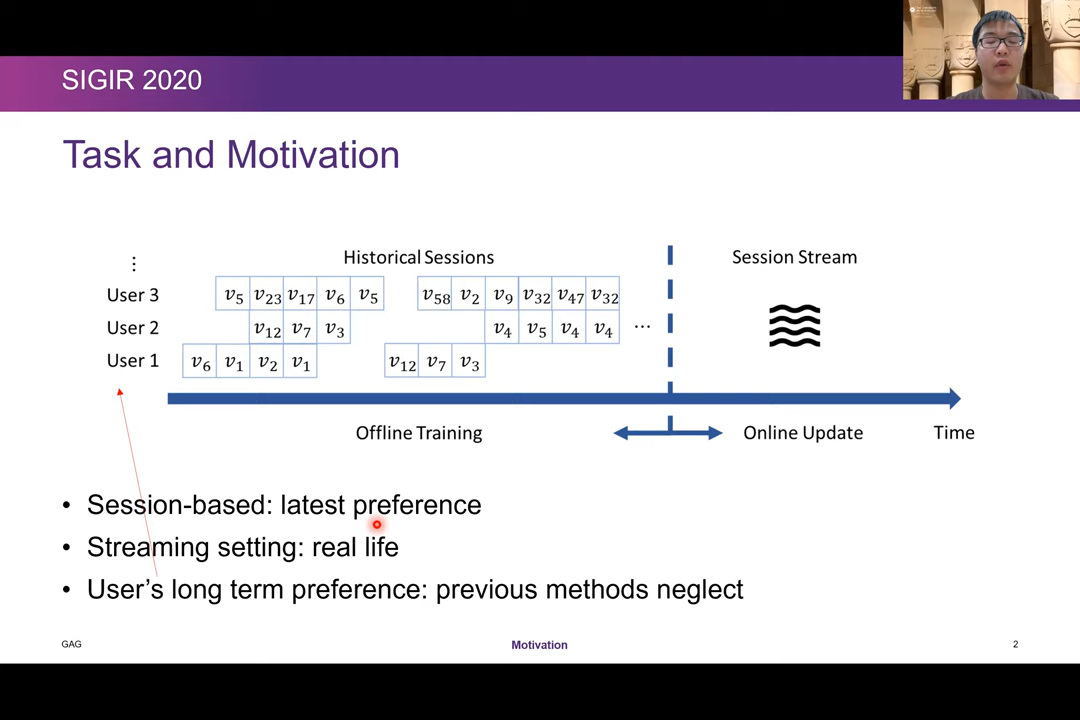 SIGIR 2020
Task and Motivation
Historical Sessions
Session Stream
⋮
User 3 v5 v23 v17 v6 v5 v58 v2 v9 v32 v47 v32
User 2 v12 v7 v3 v4 v5 v4 v4 ⋯
User 1 v6 v1 v2 v1 v12 v7 v3
Offline Training
Online Update
Time
• Session-based: latest preference
• Streaming setting: real life
• User’s long term preference: previous methods neglect
GAG
Motivation
2